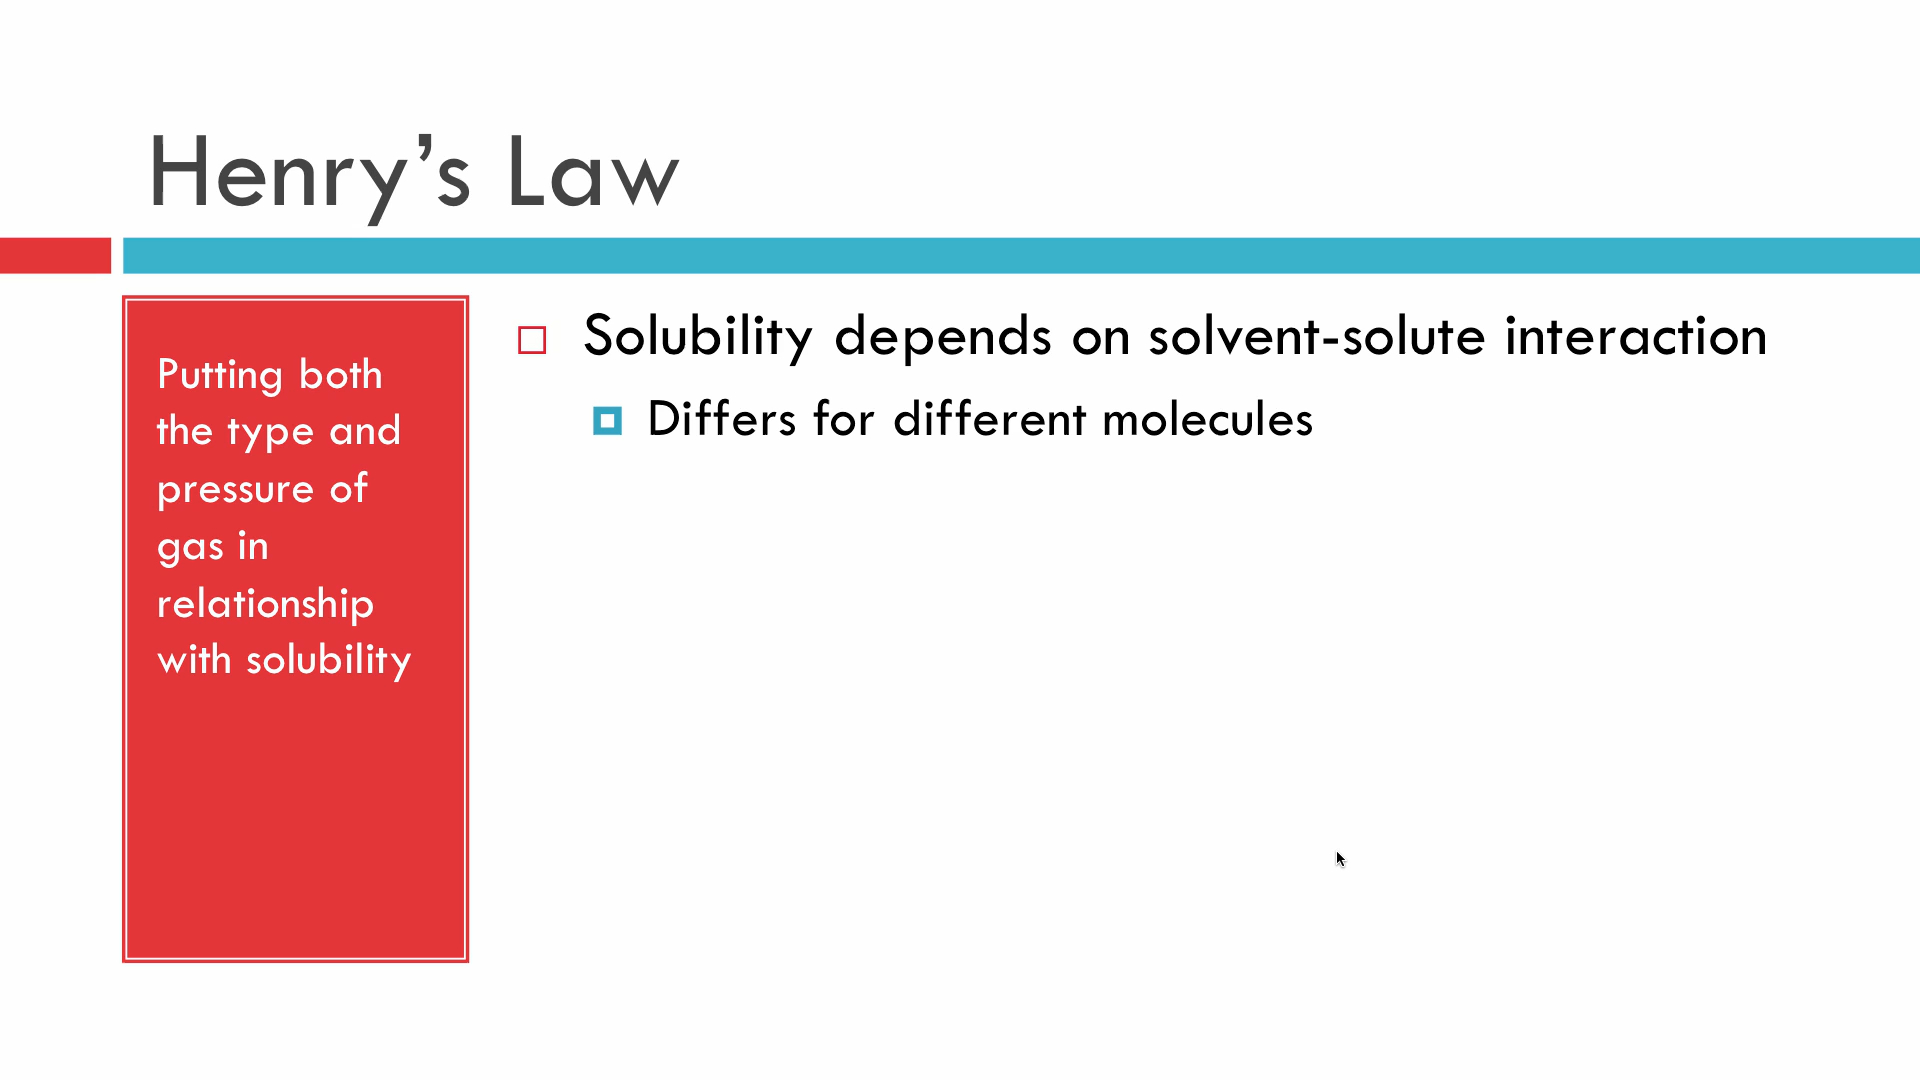 Henry’s Law
Putting both
the type and
pressure of
gas in
relationship
with solubility
Solubility depends on solvent-solute interaction
Differs for different molecules